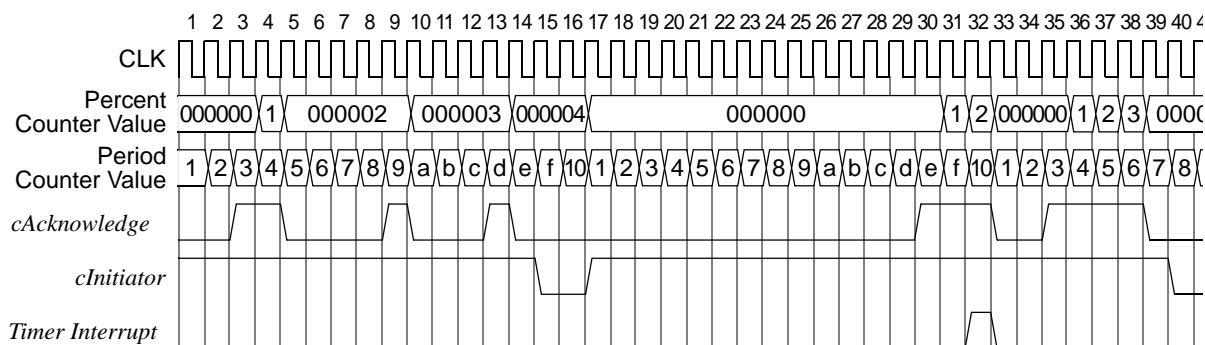 1 2 3 4 5 6 7 8 9 10 11 12 13 14 15 16 17 18 19 20 21 22 23 24 25 26 27 28 29 30 31 32 33 34 35 36 37 38 39 40 4
CLK
Percent
Counter Value
000000 1 000002 000003 000004 000000 1 2 000000 1 2 3 0000
Period
Counter Value
1 2 3 4 5 6 7 8 9 a b c d e f 10 1 2 3 4 5 6 7 8 9 a b c d e f 10 1 2 3 4 5 6 7 8
cAcknowledge
cInitiator
Timer Interrupt